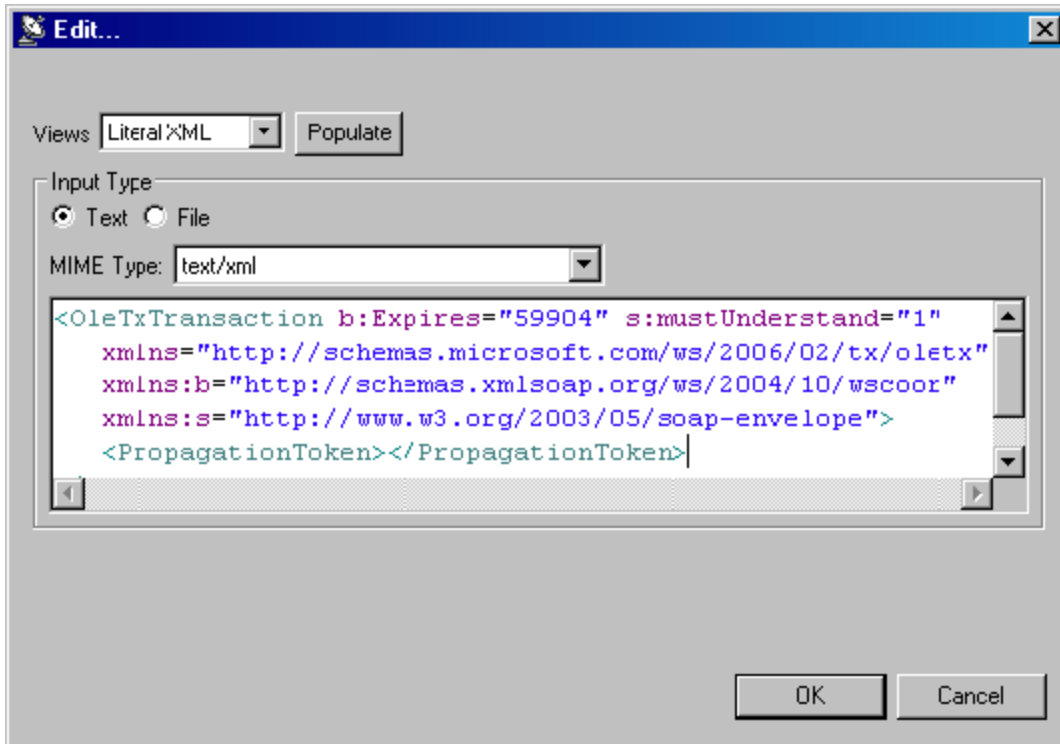 Edit...
Views Literal XML Populate
Input Type
Text File
MIME Type: text/xml
<OleTxTransaction b:Expires="59904" s:mustUnderstand="1"
xmlns="http://schemas.microsoft.com/ws/2006/02/tx/oletx"
xmlns:b="http://schemas.xmlsoap.org/ws/2004/10/wscoor"
xmlns:s="http://www.w3.org/2003/05/soap-envelope">
<PropagationToken></PropagationToken>
OK Cancel